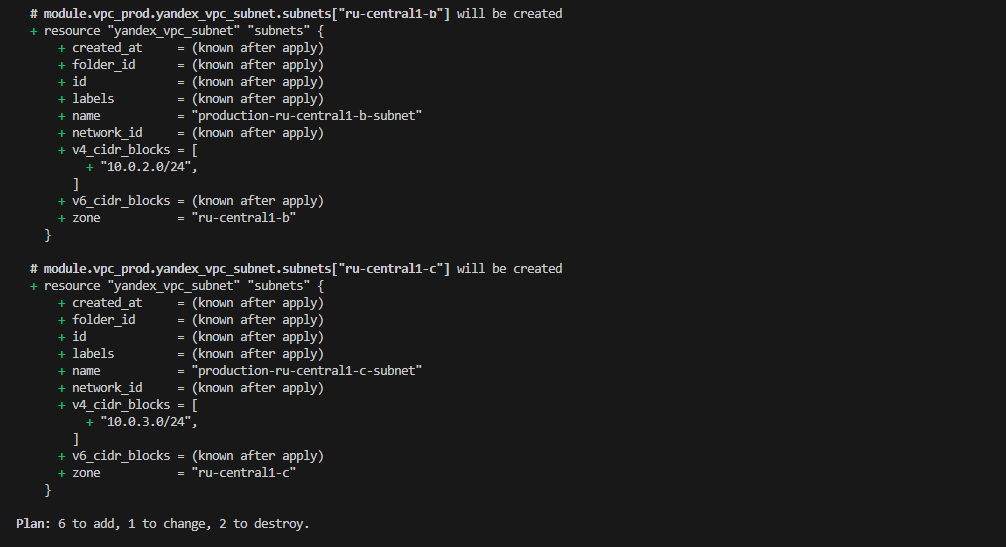 # module.vpc_prod.yandex_vpc_subnet.subnets["ru-central1-b"] will be created
+ resource "yandex_vpc_subnet" "subnets" {
+ created_at     = (known after apply)
+ folder_id      = (known after apply)
+ id             = (known after apply)
+ labels         = (known after apply)
+ name           = "production-ru-central1-b-subnet"
+ network_id     = (known after apply)
+ v4_cidr_blocks = [
+ "10.0.2.0/24",
]
+ v6_cidr_blocks = (known after apply)
+ zone           = "ru-central1-b"
}
# module.vpc_prod.yandex_vpc_subnet.subnets["ru-central1-c"] will be created
+ resource "yandex_vpc_subnet" "subnets" {
+ created_at     = (known after apply)
+ folder_id      = (known after apply)
+ id             = (known after apply)
+ labels         = (known after apply)
+ name           = "production-ru-central1-c-subnet"
+ network_id     = (known after apply)
+ v4_cidr_blocks = [
+ "10.0.3.0/24",
]
+ v6_cidr_blocks = (known after apply)
+ zone           = "ru-central1-c"
}
Plan: 6 to add, 1 to change, 2 to destroy.